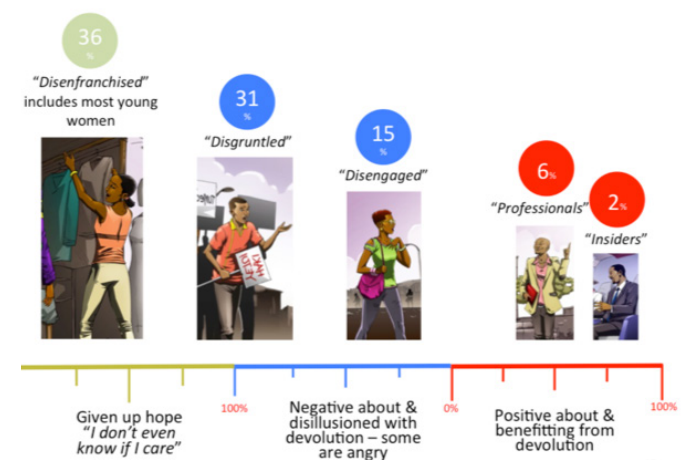 36
%
“Disenfranchised”
includes most young
women
31
%
“Disgruntled”
15
%
“Disengaged”
6%
“Professionals”
2%
“Insiders”
100%
0%
100%
Given up hope
“I don’t even
know if I care”
Negative about &
disillusioned with
devolution – some
are angry
Positive about &
benefitting from
devolution